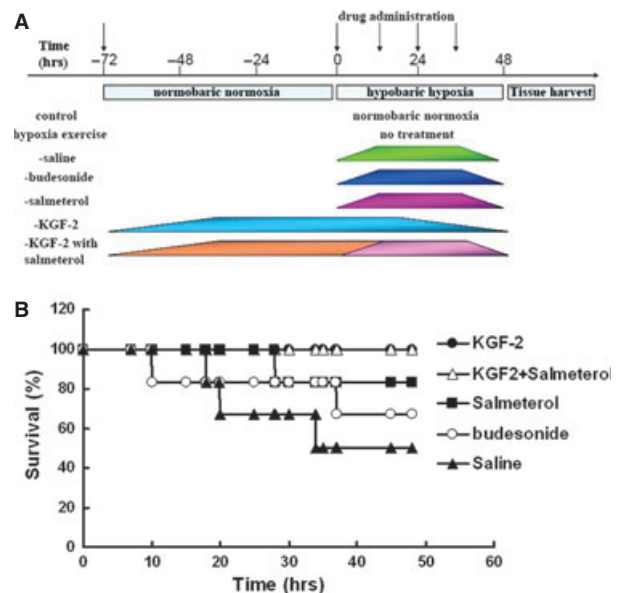 A
drug administration
Time
(hrs)
−72 −48 −24 0 24 48
normobaric normoxia hypobaric hypoxia Tissue harvest
control normobaric normoxia
hypoxia exercise no treatment
-saline
-budesonide
-salmeterol
-KGF-2
-KGF-2 with
salmeterol
B
120
100
80
60
40
20
0
Survival (%)
0 10 20 30 40 50 60
Time (hrs)
KGF-2
KGF2+Salmeterol
Salmeterol
budesonide
Saline